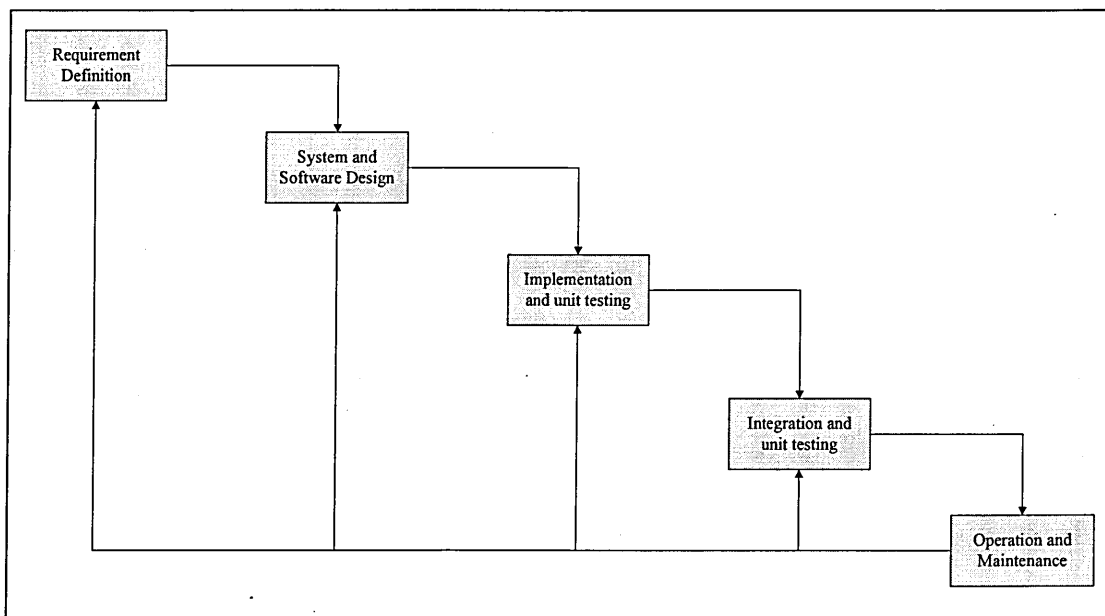 Requirement
Definition
System and
Software Design
Implementation
and unit testing
Integration and
unit testing
Operation and
Maintenance